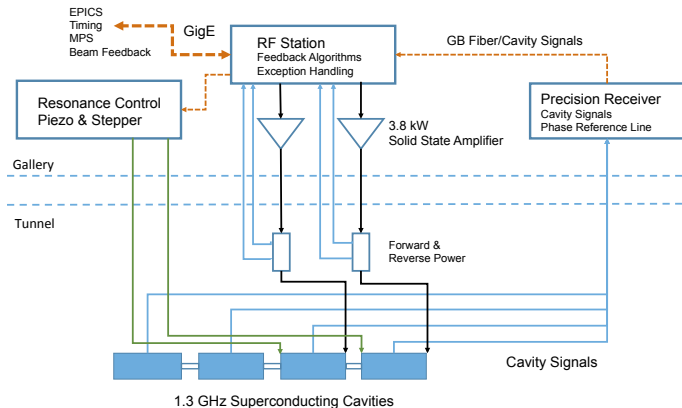 EPICS
Timing
MPS
Beam Feedback
GigE
RF Station
Feedback Algorithms
Exception Handling
GB Fiber/Cavity Signals
Resonance Control
Piezo & Stepper
3.8 kW
Solid State Amplifier
Precision Receiver
Cavity Signals
Phase Reference Line
Gallery
Tunnel
Forward &
Reverse Power
Cavity Signals
1.3 GHz Superconducting Cavities